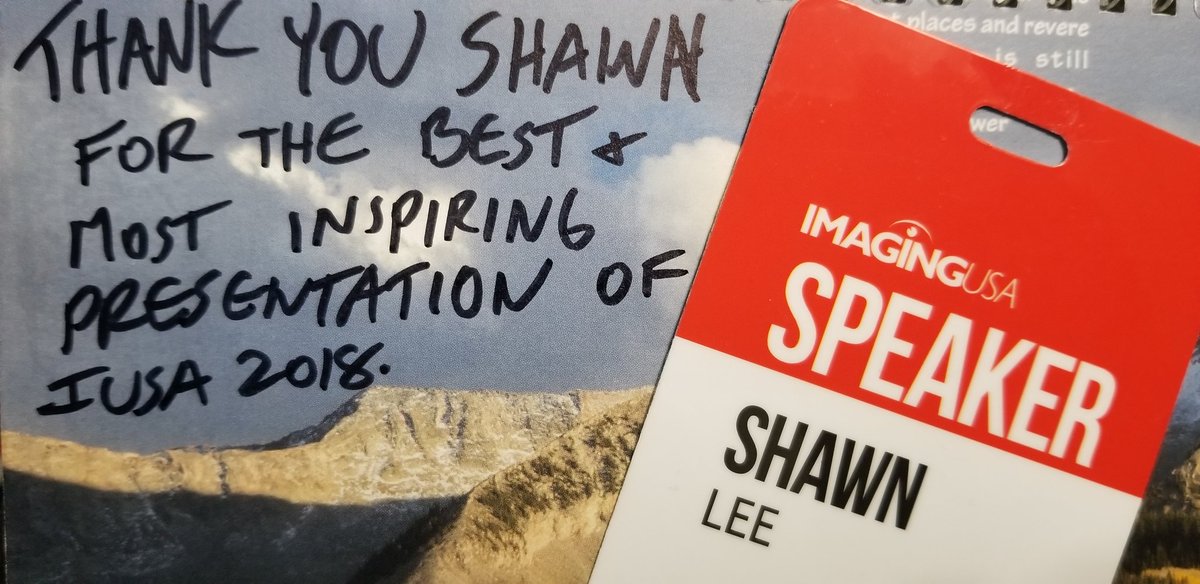 THANK YOU SHAWN
FOR THE BEST &
MOST INSPIRING
PRESENTATION OF
IUSA 2018.
places and revere
is still
wer
IMAGINGUSA
SPEAKER
SHAWN
LEE